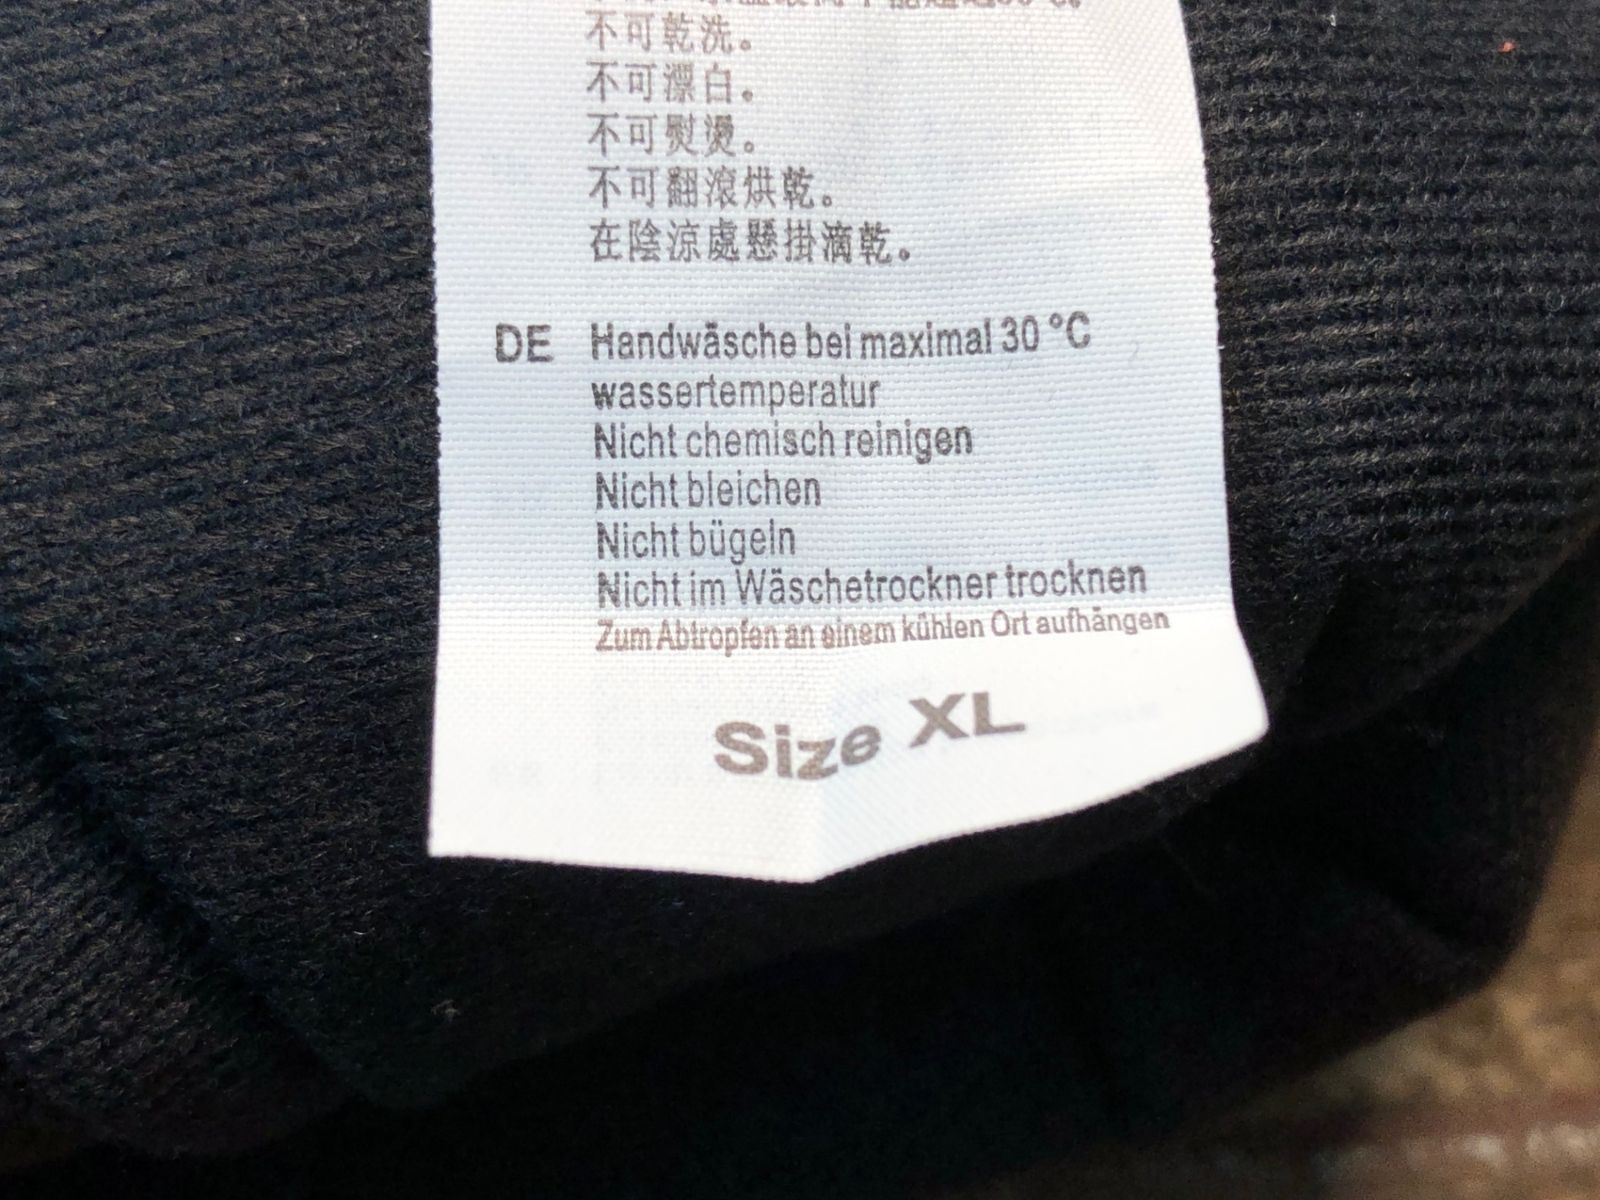 不可乾洗。
不可漂白。
不可熨燙。
不可翻滾烘乾。
在陰涼處懸掛滴乾。
DE Handwäsche bei maximal 30 °C
wassertemperatur
Nicht chemisch reinigen
Nicht bleichen
Nicht bügeln
Nicht im Wäschetrockner trocknen
Zum Abtropfen an einem kühlen Ort aufhängen
Size XL